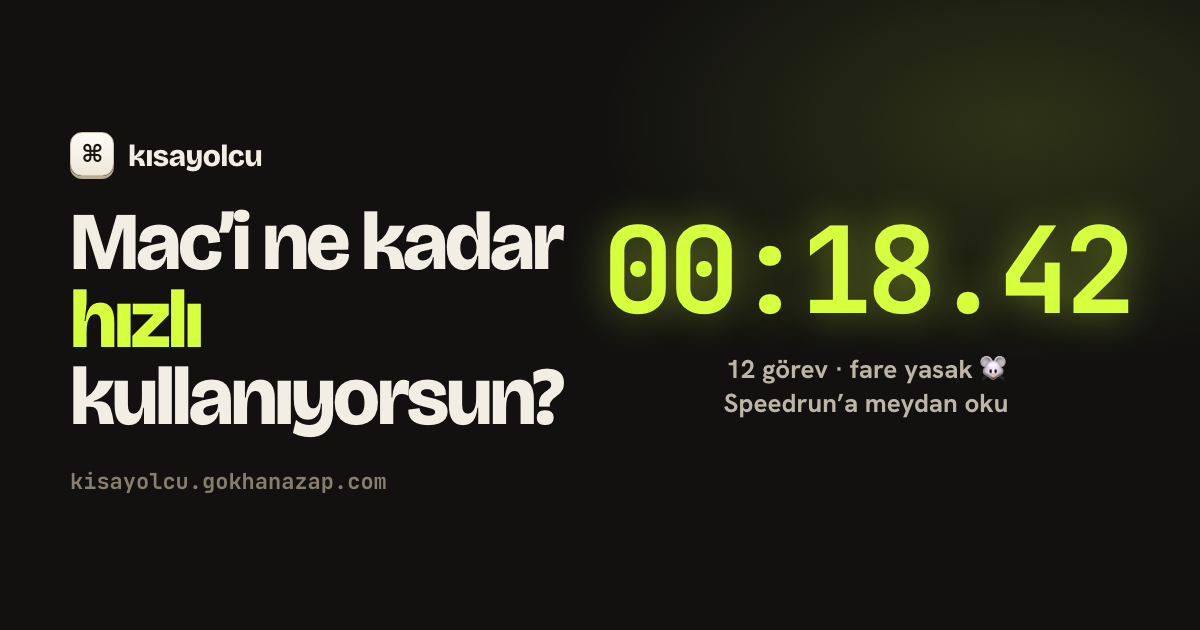 ⌘ kısayolcu
Mac’i ne kadar
hızlı
kullanıyorsun?
kisayolcu.gokhanazap.com
00:18.42
12 görev · fare yasak 🐭
Speedrun’a meydan oku